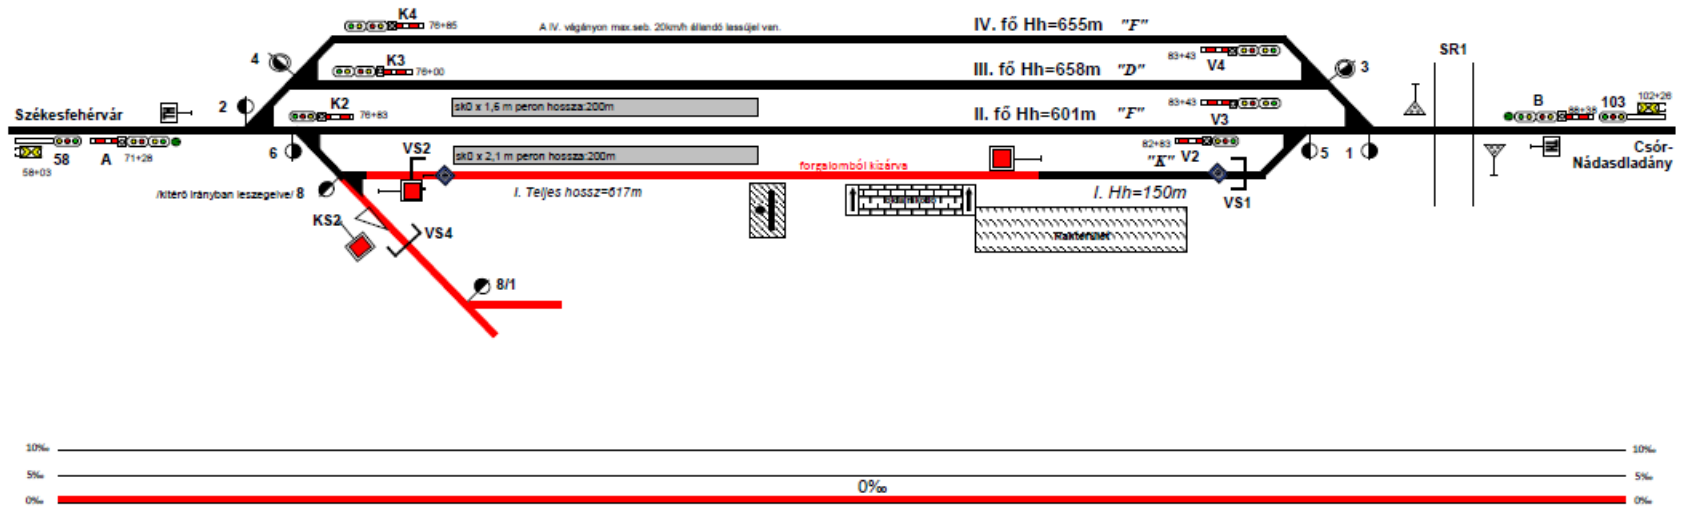 K4
76+85
A IV. végányon max.seb. 20km/h állandó lassújel van.
IV. fő Hh=655m "F"
83+43
V4
SR1
4
K3
76+00
III. fő Hh=658m "D"
3
Székesfehérvár
2
K2
76+83
sk0 x 1,6 m peron hossza:200m
II. fő Hh=601m "F"
83+43
V3
B
88+38
103
102+26
58+03
58
A
71+28
6
VS2
sk0 x 2,1 m peron hossza:200m
forgalomból kizárva
82+83
V2
"K"
5
1
Csór-
Nádasdladány
/kitérő irányban leszegelve/ 8
I. Teljes hossz=617m
I. Hh=150m
VS1
KS2
VS4
Rakterület
8/1
10‰
10‰
5‰
5‰
0‰
0‰
0‰